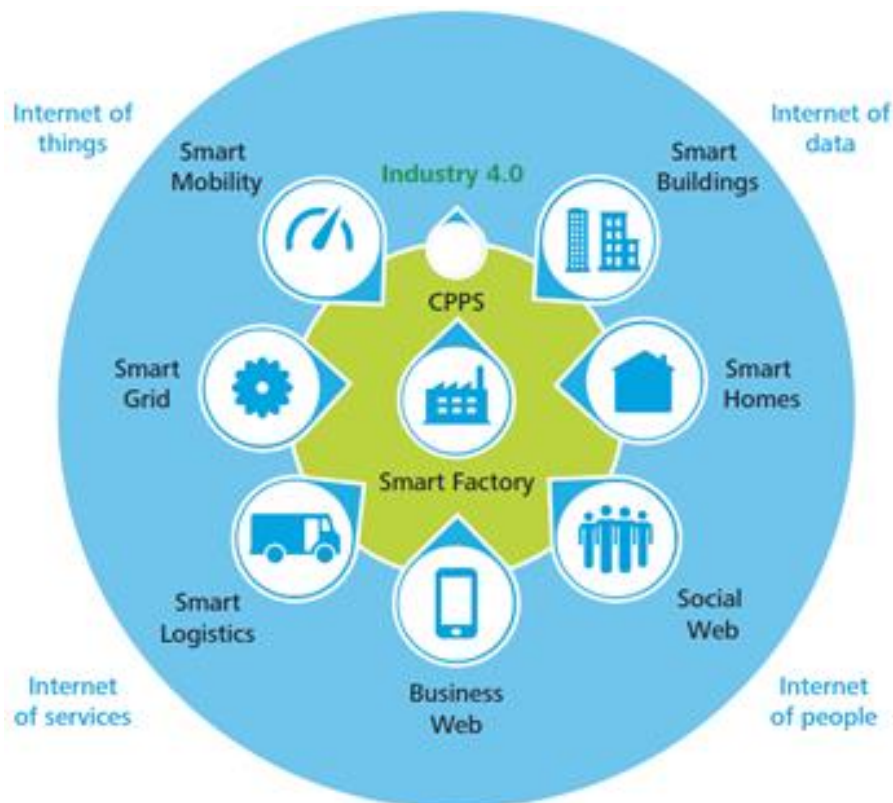 Internet of
things
Internet of
data
Smart
Mobility
Industry 4.0
Smart
Buildings
CPPS
Smart
Grid
Smart
Homes
Smart Factory
Smart
Logistics
Social
Web
Business
Web
Internet
of services
Internet
of people